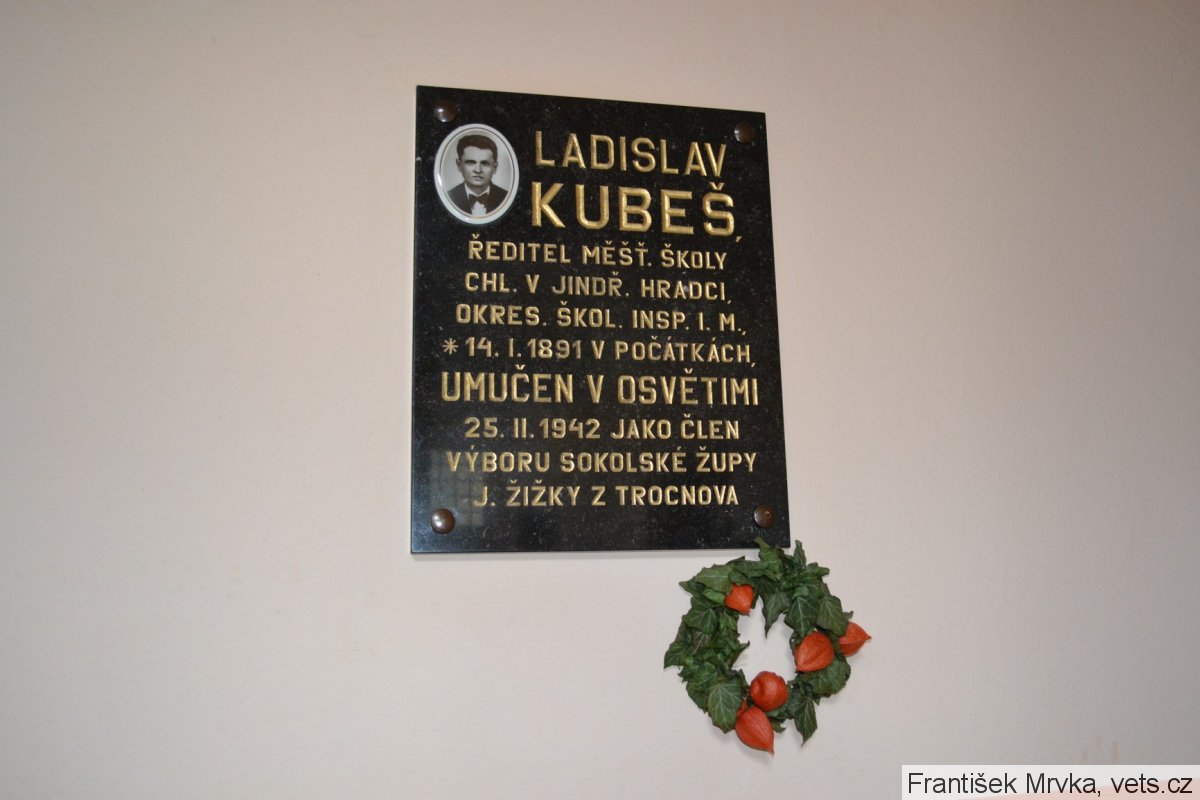 LADISLAV
KUBEŠ,
ŘEDITEL MĚŠŤ. ŠKOLY
CHL. V JINDŘ. HRADCI,
OKRES. ŠKOL. INSP. I. M.,
* 14. I. 1891 V POČÁTKÁCH,
UMUČEN V OSVĚTIMI
25. II. 1942 JAKO ČLEN
VÝBORU SOKOLSKÉ ŽUPY
J. ŽIŽKY Z TROCNOVA
František Mrvka, vets.cz